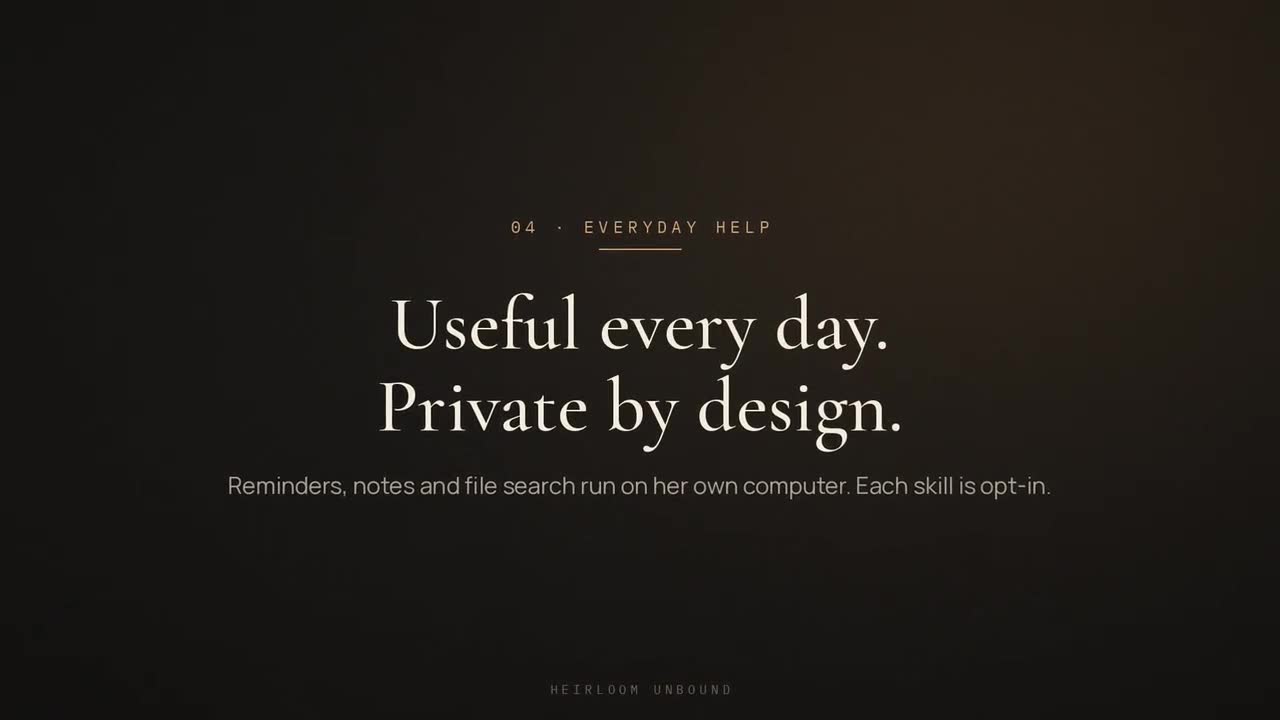 04 · EVERYDAY HELP
Useful every day.
Private by design.
Reminders, notes and file search run on her own computer. Each skill is opt-in.
HEIRLOOM UNBOUND